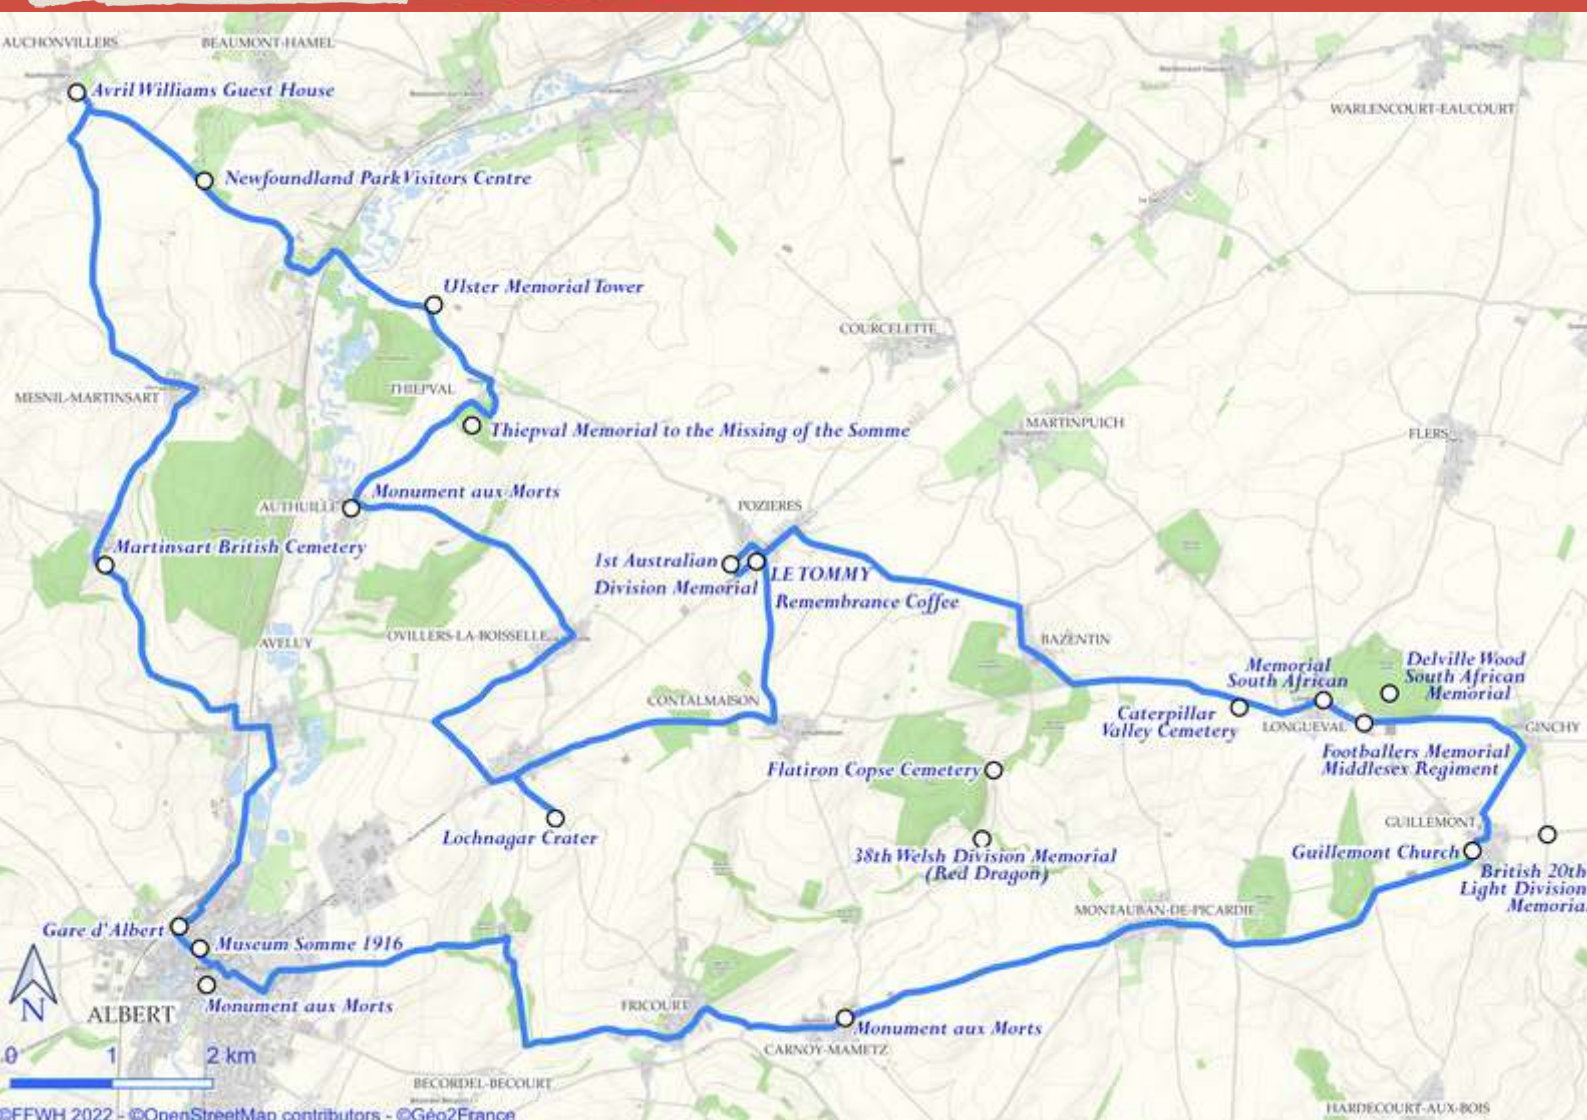 AUCHONVILLERS
BEAUMONT-HAMEL
Avril Williams Guest House
WARLENCOURT-EAUCOURT
Newfoundland Park Visitors Centre
Ulster Memorial Tower
COURCELETTE
THIEPVAL
MESNIL-MARTINSART
Thiepval Memorial to the Missing of the Somme
MARTINPUICH
FLERS
Monument aux Morts
AUTHUILLE
POZIERES
Martinsart British Cemetery
1st Australian
Division Memorial
LE TOMMY
Remembrance Coffee
AVELUY
OVILLERS-LA-BOISSELLE
BAZENTIN
Memorial
South African
Delville Wood
South African
Memorial
CONTALMAISON
Caterpillar
Valley Cemetery
LONGUEVAL
GINCHY
Footballers Memorial
Middlesex Regiment
Flatiron Copse Cemetery
Lochnagar Crater
38th Welsh Division Memorial
(Red Dragon)
GUILLEMONT
Guillemont Church
British 20th
Light Division
Memorial
MONTAUBAN-DE-PICARDIE
Gare d'Albert
Museum Somme 1916
Monument aux Morts
N
ALBERT
FRICOURT
Monument aux Morts
CARNOY-MAMETZ
0 1 2 km
BECORDEL-BECOURT
HARDECOURT-AUX-BOIS
©FFWH 2022 - ©OpenStreetMap contributors - ©Géo2France